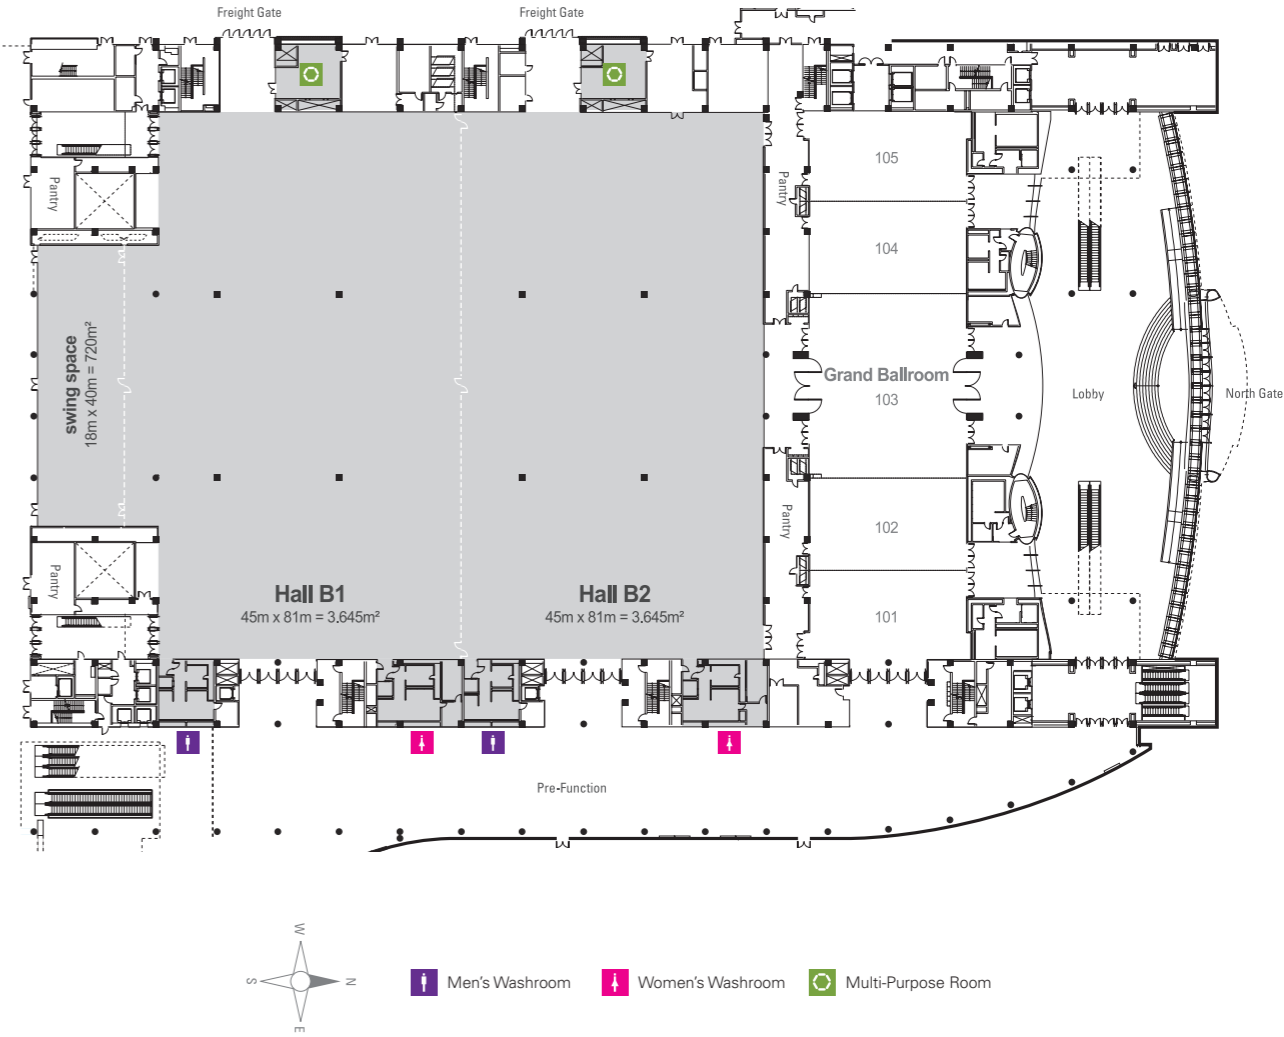 Freight Gate
Freight Gate
105
Pantry
Pantry
104
swing space
18m x 40m = 720m²
Grand Ballroom
103
Lobby
North Gate
Pantry
102
Pantry
Hall B1
45m x 81m = 3.645m²
Hall B2
45m x 81m = 3.645m²
101
Pre-Function
W
S
N
E
Men's Washroom
Women's Washroom
Multi-Purpose Room